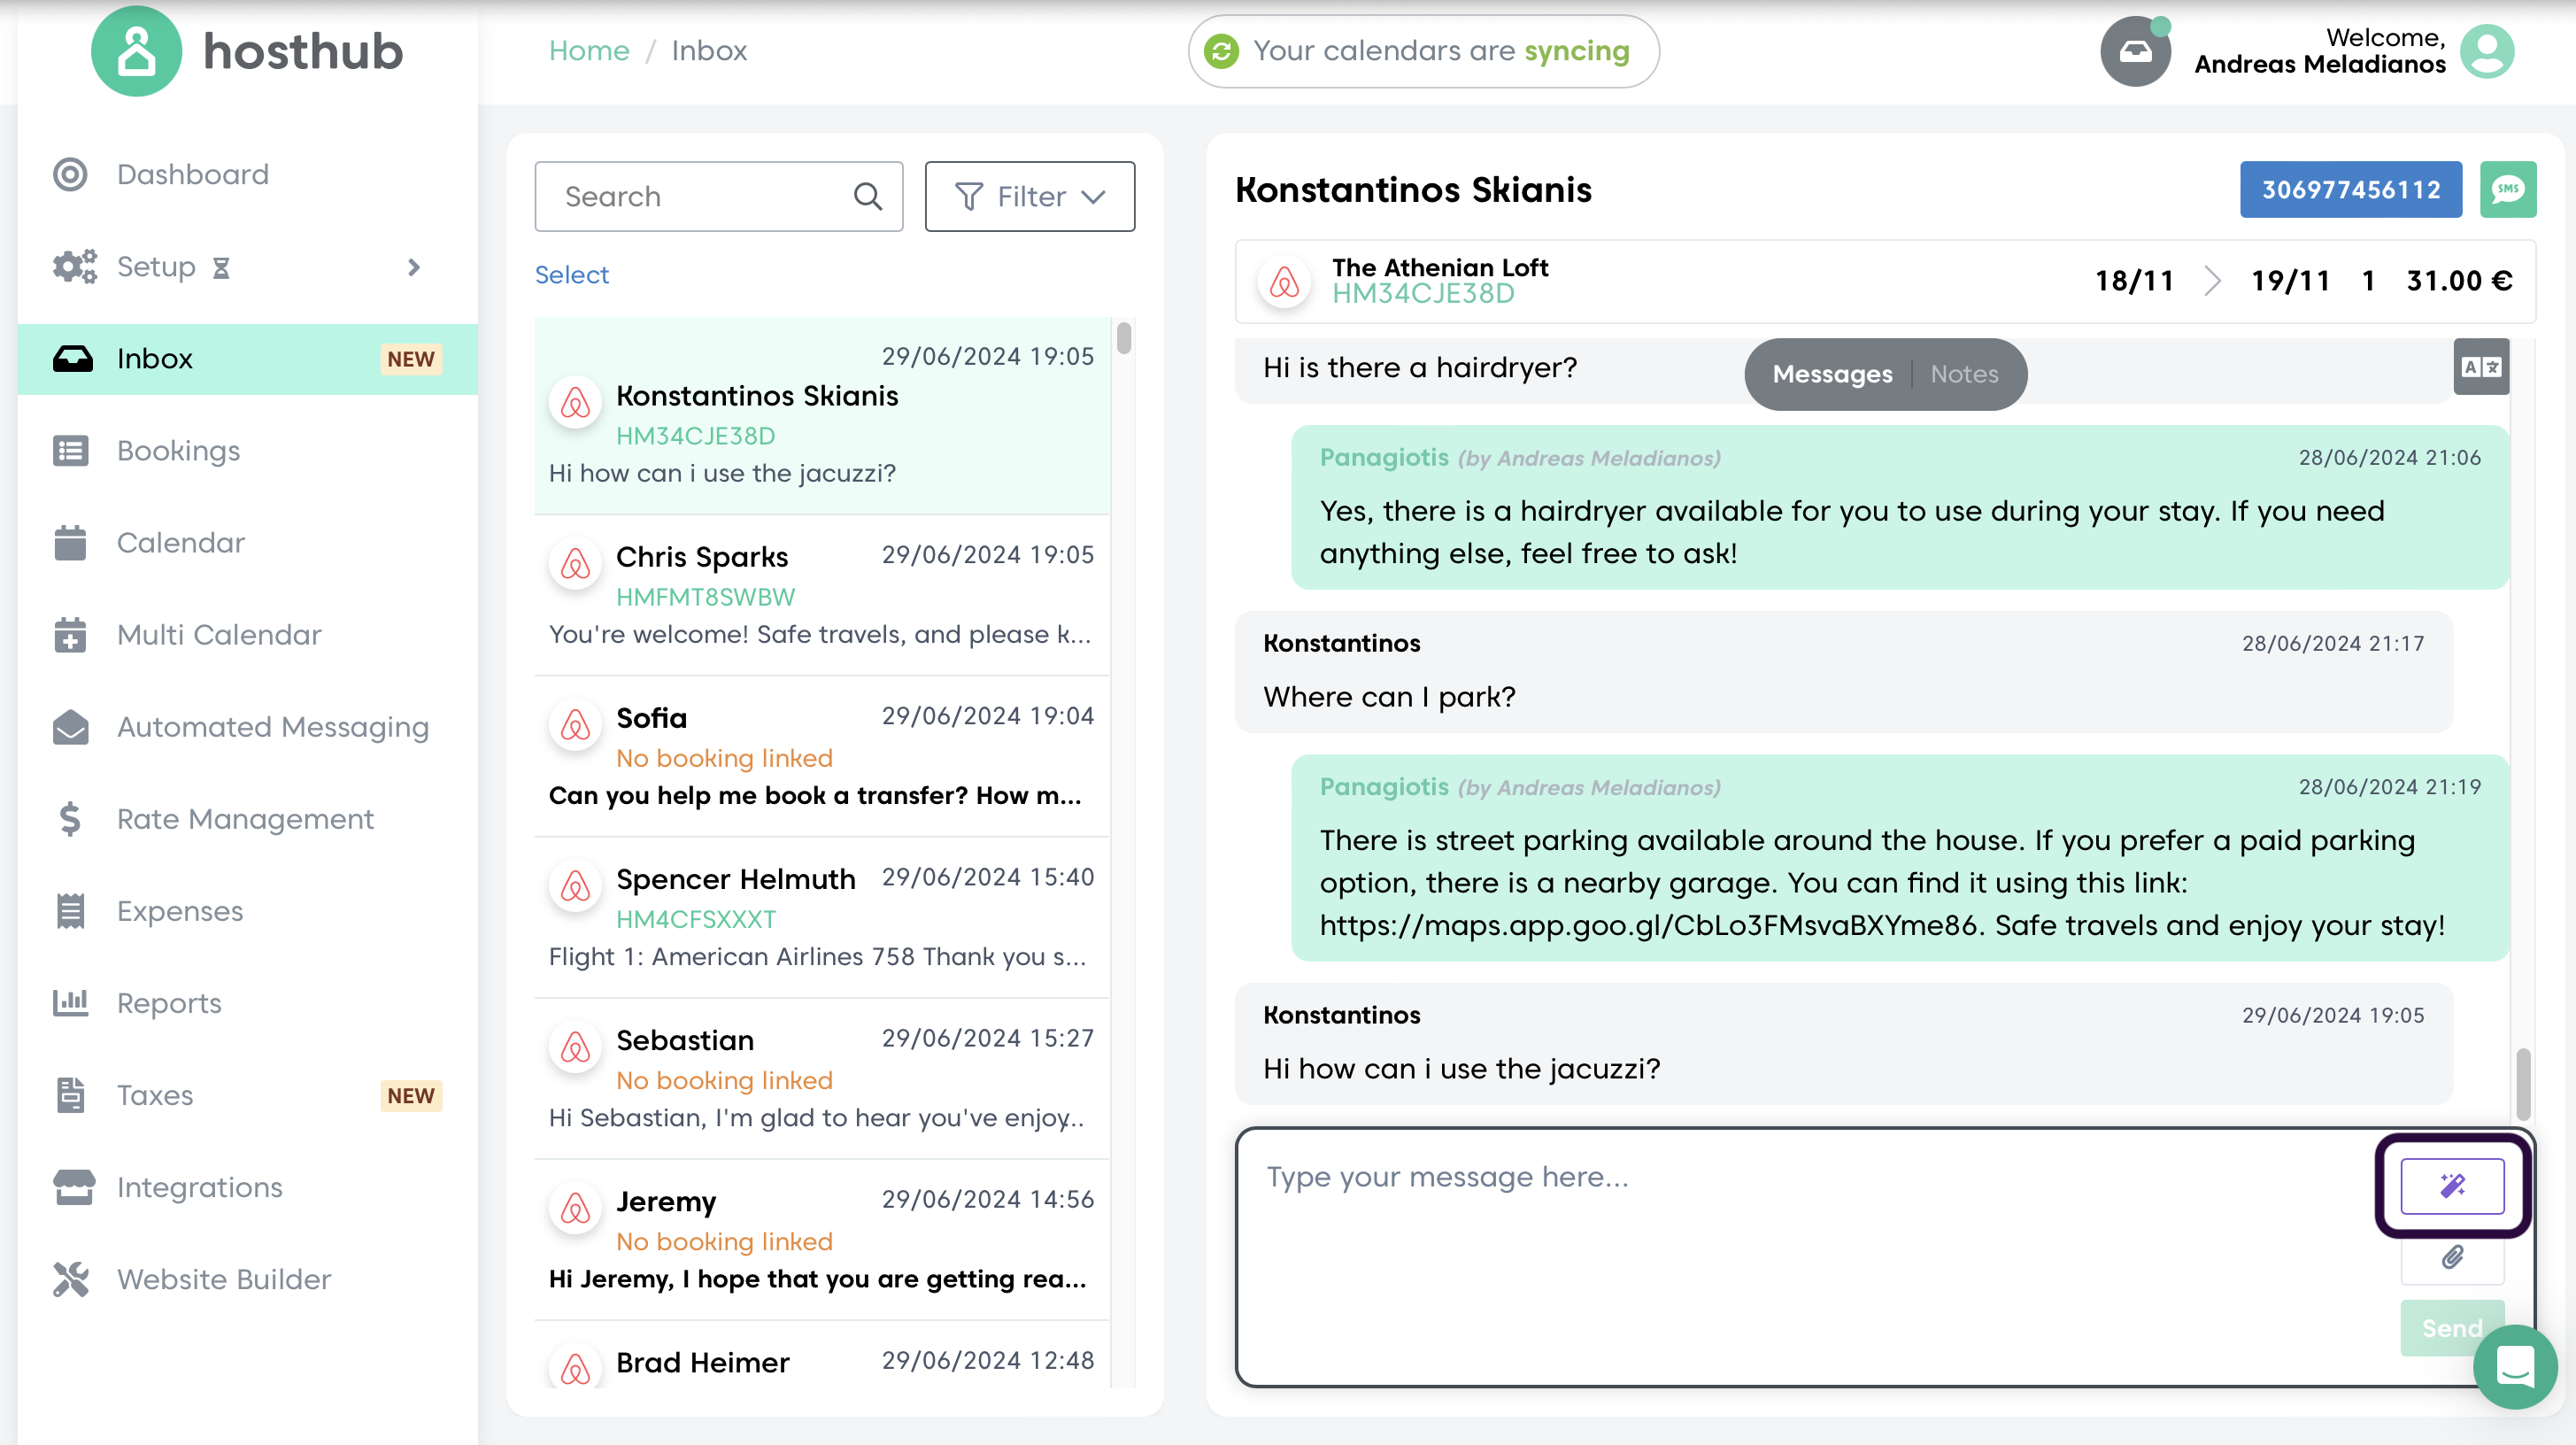 hosthub
Home / Inbox
Your calendars are syncing
Welcome,
Andreas Meladianos
Dashboard
Setup
Inbox NEW
Bookings
Calendar
Multi Calendar
Automated Messaging
Rate Management
Expenses
Reports
Taxes NEW
Integrations
Website Builder
Search
Filter
Select
29/06/2024 19:05
Konstantinos Skianis
HM34CJE38D
Hi how can i use the jacuzzi?
Chris Sparks 29/06/2024 19:05
HMFMT8SWBW
You're welcome! Safe travels, and please k...
Sofia 29/06/2024 19:04
No booking linked
Can you help me book a transfer? How m...
Spencer Helmuth 29/06/2024 15:40
HM4CFSXXXT
Flight 1: American Airlines 758 Thank you s...
Sebastian 29/06/2024 15:27
No booking linked
Hi Sebastian, I'm glad to hear you've enjoy..
Jeremy 29/06/2024 14:56
No booking linked
Hi Jeremy, I hope that you are getting rea...
Brad Heimer 29/06/2024 12:48
Konstantinos Skianis
306977456112
SMS
The Athenian Loft
HM34CJE38D
18/11 19/11 1 31.00 €
Hi is there a hairdryer?
Messages Notes
A 文
Panagiotis (by Andreas Meladianos) 28/06/2024 21:06
Yes, there is a hairdryer available for you to use during your stay. If you need
anything else, feel free to ask!
Konstantinos 28/06/2024 21:17
Where can I park?
Panagiotis (by Andreas Meladianos) 28/06/2024 21:19
There is street parking available around the house. If you prefer a paid parking
option, there is a nearby garage. You can find it using this link:
https://maps.app.goo.gl/CbLo3FMsvaBXYme86. Safe travels and enjoy your stay!
Konstantinos 29/06/2024 19:05
Hi how can i use the jacuzzi?
Type your message here...
Send